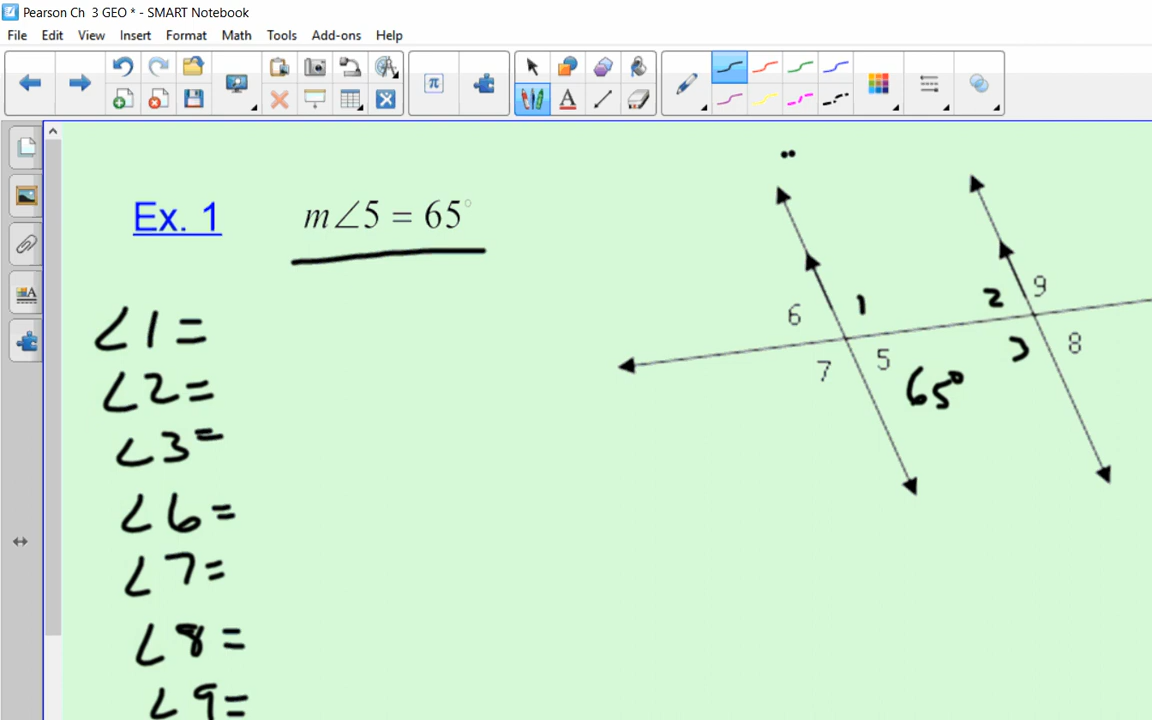 Pearson Ch 3 GEO * - SMART Notebook
File Edit View Insert Format Math Tools Add-ons Help
π
A
A
Ex. 1 m∠5 = 65°
∠1 =
∠2 =
∠3 =
∠6 =
∠7 =
∠8 =
∠9 =
9
2
1
6
8
3
5
7
65°